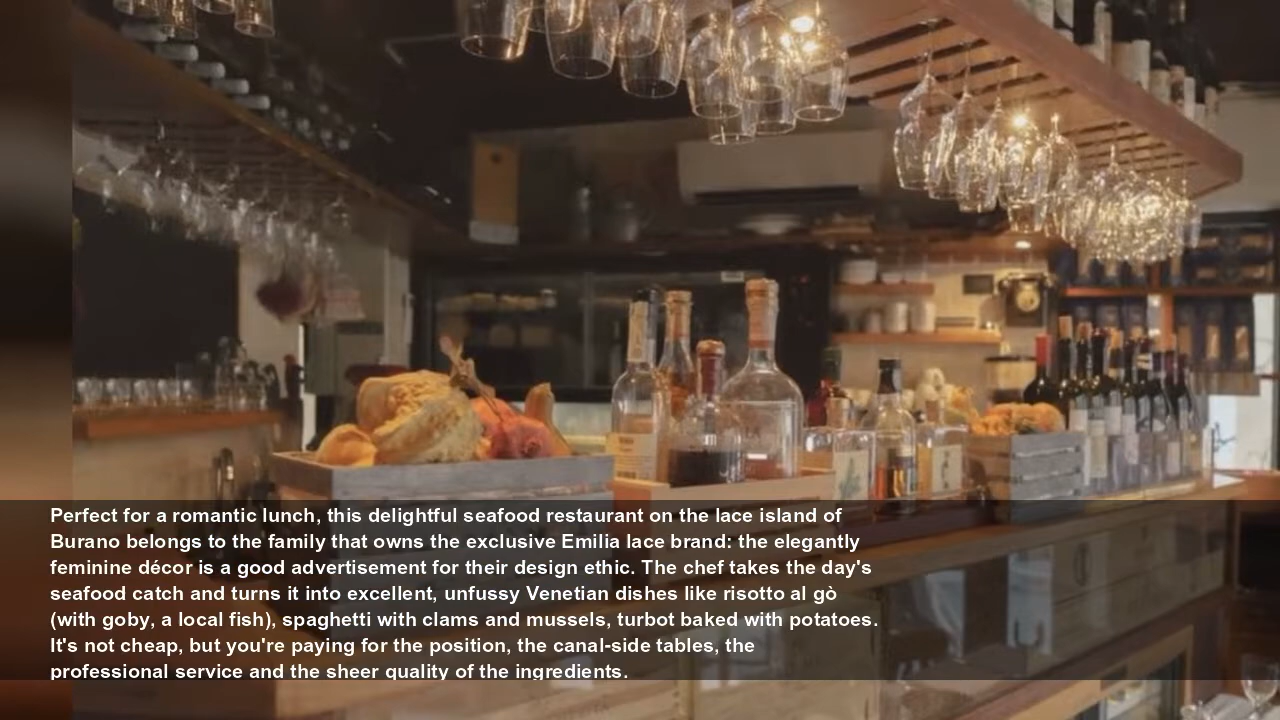 Perfect for a romantic lunch, this delightful seafood restaurant on the lace island of
Burano belongs to the family that owns the exclusive Emilia lace brand: the elegantly
feminine décor is a good advertisement for their design ethic. The chef takes the day's
seafood catch and turns it into excellent, unfussy Venetian dishes like risotto al gò
(with goby, a local fish), spaghetti with clams and mussels, turbot baked with potatoes.
It's not cheap, but you're paying for the position, the canal-side tables, the
professional service and the sheer quality of the ingredients.